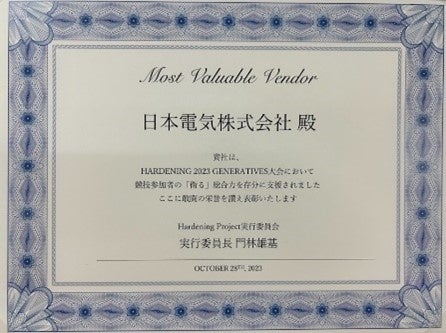 Most Valuable Vendor
日本電気株式会社 殿
貴社は、
HARDENING 2023 GENERATIVES大会において
競技参加者の「衛る」総合力を存分に支援されました
ここに敢闘の栄誉を讃え表彰いたします
Hardening Project実行委員会
実行委員長 門林雄基
OCTOBER 28TH, 2023